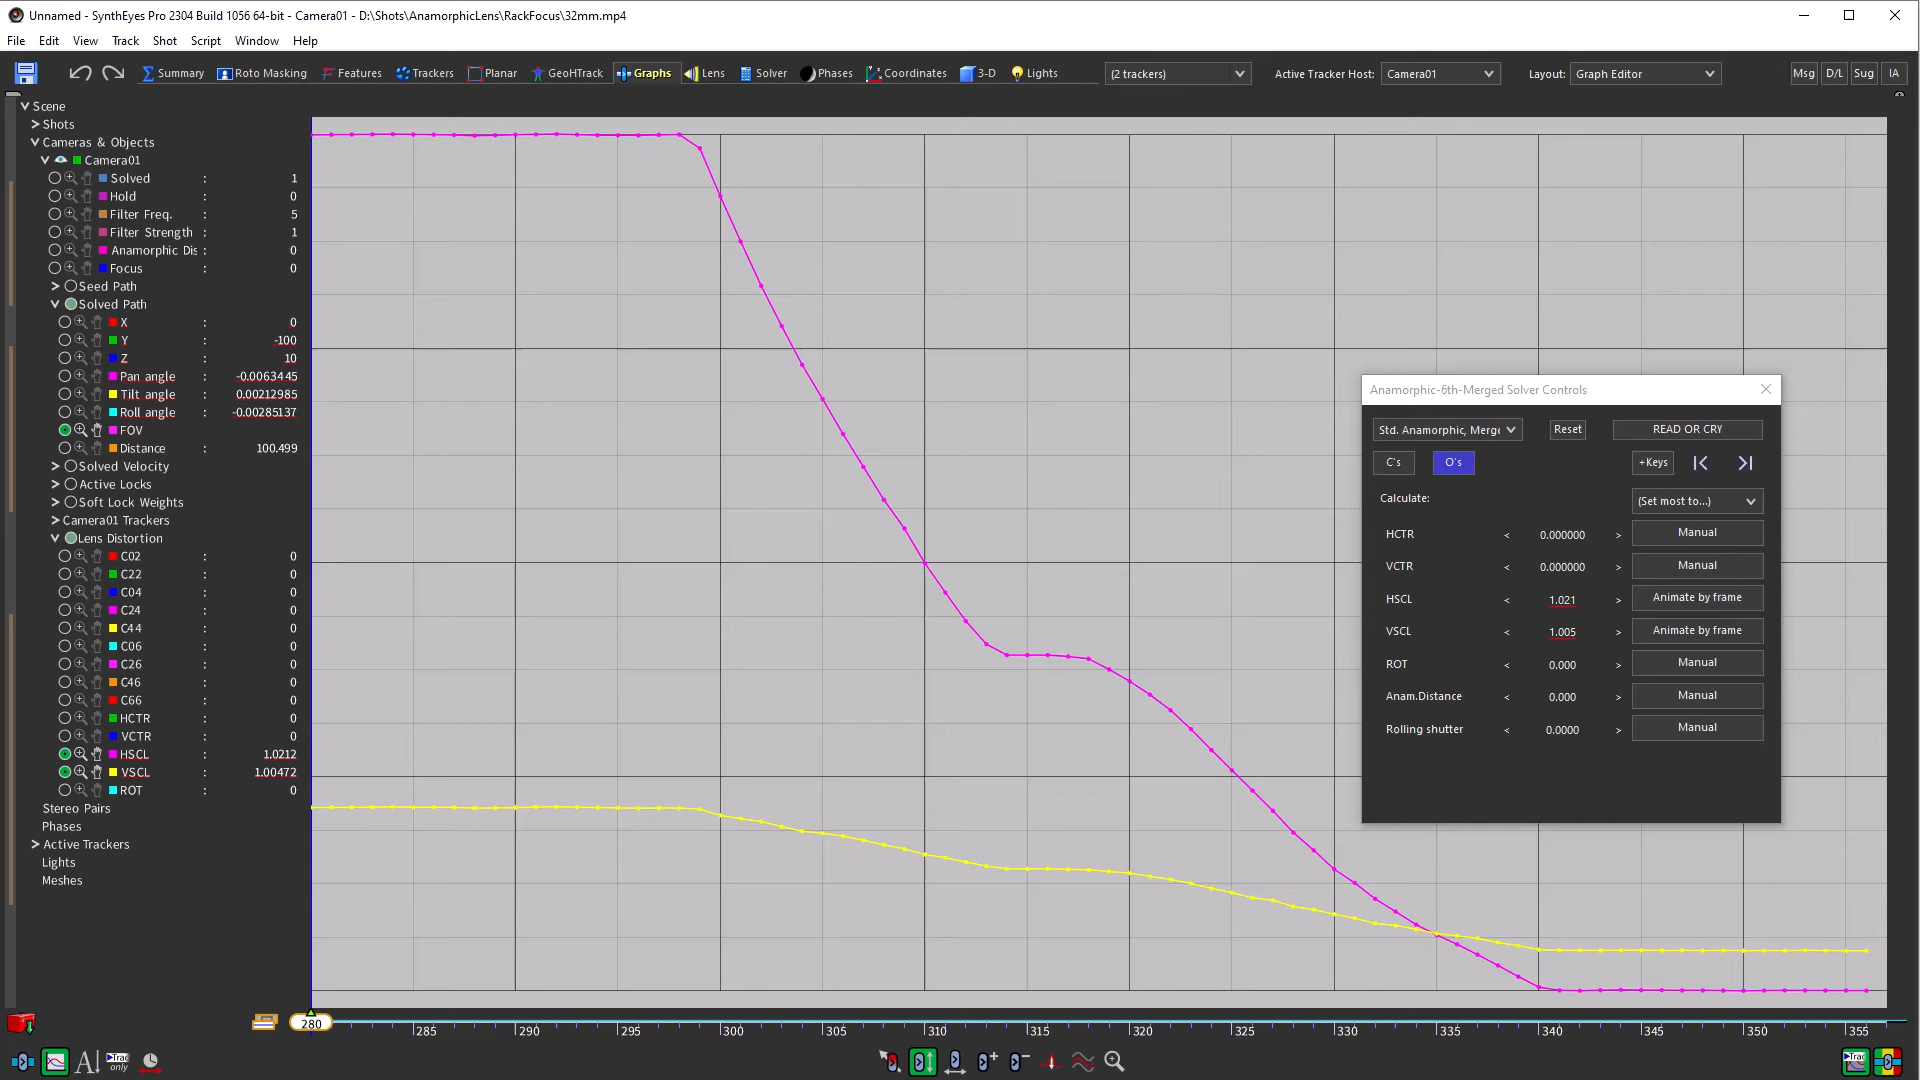 Unnamed - SynthEyes Pro 2304 Build 1056 64-bit - Camera01 - D:\Shots\AnamorphicLens\RackFocus\32mm.mp4
File Edit View Track Shot Script Window Help
Summary Roto Masking Features Trackers Planar GeoHTrack Graphs Lens Solver Phases Coordinates 3-D Lights (2 trackers) Active Tracker Host: Camera01 Layout: Graph Editor Msg D/L Sug IA
Scene
Shots
Cameras & Objects
Camera01
Solved : 1
Hold : 0
Filter Freq. : 5
Filter Strength : 1
Anamorphic Dis : 0
Focus : 0
Seed Path
Solved Path
X : 0
Y : -100
Z : 10
Pan angle : -0.0063445
Tilt angle : 0.00212985
Roll angle : -0.00285137
FOV
Distance : 100.499
Solved Velocity
Active Locks
Soft Lock Weights
Camera01 Trackers
Lens Distortion
C02 : 0
C22 : 0
C04 : 0
C24 : 0
C44 : 0
C06 : 0
C26 : 0
C46 : 0
C66 : 0
HCTR : 0
VCTR : 0
HSCL : 1.0212
VSCL : 1.00472
ROT : 0
Stereo Pairs
Phases
Active Trackers
Lights
Meshes
Anamorphic-6th-Merged Solver Controls
Std. Anamorphic, Merge Reset READ OR CRY
C's O's +Keys
Calculate: (Set most to...)
HCTR < 0.000000 > Manual
VCTR < 0.000000 > Manual
HSCL < 1.021 > Animate by frame
VSCL < 1.005 > Animate by frame
ROT < 0.000 > Manual
Anam.Distance < 0.000 > Manual
Rolling shutter < 0.0000 > Manual
280 285 290 295 300 305 310 315 320 325 330 335 340 345 350 355
A Trac only
Trac